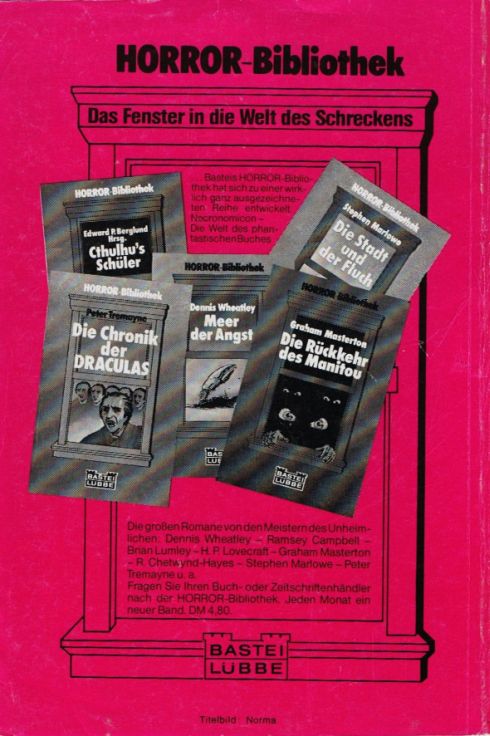 HORROR-Bibliothek
Das Fenster in die Welt des Schreckens
... Basteis HORROR-Biblio-
thek hat sich zu einer wirk-
lich ganz ausgezeichne-
ten Reihe entwickelt.
Necronomicon –
Die Welt des phan-
tastischen Buches
HORROR-Bibliothek
Edward P. Berglund
Hrsg.
Cthulhu's
Schüler
HORROR-Bibliothek
Stephen Marlowe
Die Stadt
und
der Fluch
HORROR-Bibliothek
Peter Tremayne
Die Chronik
der
DRACULAS
BASTEI
LÜBBE
HORROR-Bibliothek
Dennis Wheatley
Meer
der Angst
BASTEI
LÜBBE
HORROR-Bibliothek
Graham Masterton
Die Rückkehr
des Manitou
BASTEI
LÜBBE
Die großen Romane von den Meistern des Unheim-
lichen: Dennis Wheatley – Ramsey Campbell –
Brian Lumley – H. P. Lovecraft – Graham Masterton
– R. Chetwynd-Hayes – Stephen Marlowe – Peter
Tremayne u. a.
Fragen Sie Ihren Buch- oder Zeitschriftenhändler
nach der HORROR-Bibliothek. Jeden Monat ein
neuer Band. DM 4,80.
BASTEI
LÜBBE
Titelbild Norma